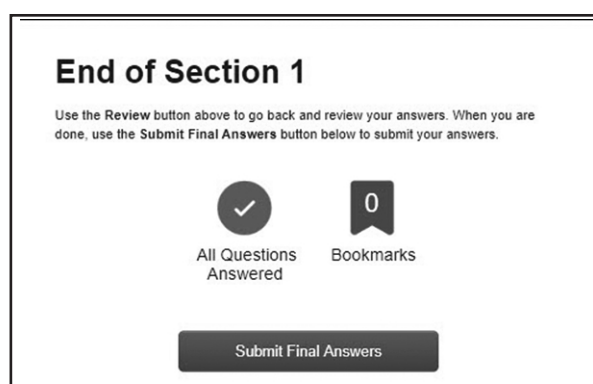 End of Section 1
Use the Review button above to go back and review your answers. When you are
done, use the Submit Final Answers button below to submit your answers.
0
All Questions
Answered
Bookmarks
Submit Final Answers